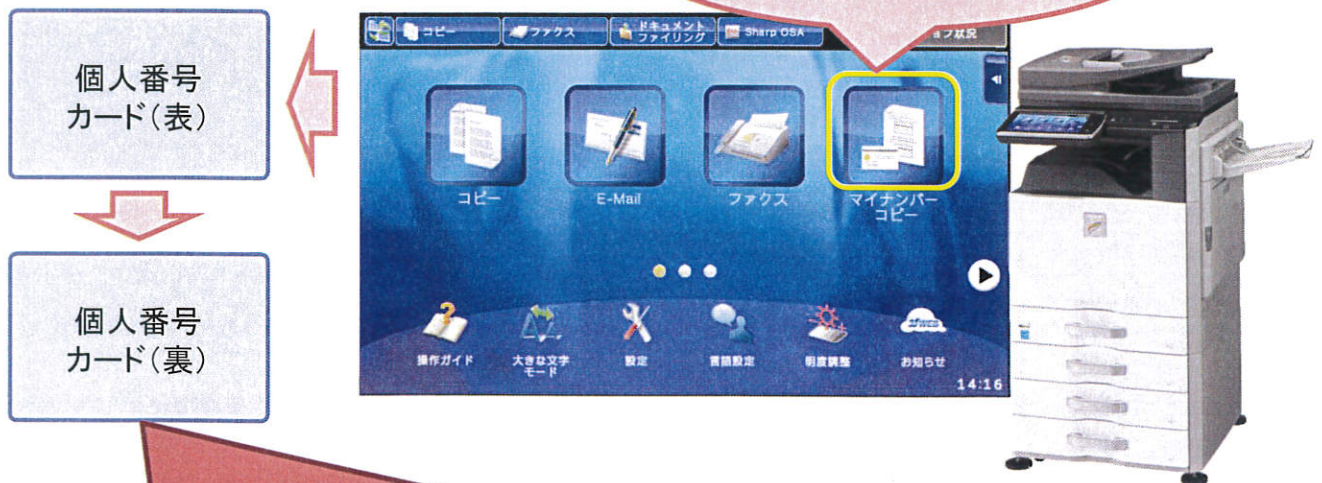 個人番号
カード(表)
個人番号
カード(裏)
コピー
ファクス
ドキュメント
ファイリング
Sharp OSA
状況
コピー
E-Mail
ファクス
マイナンバー
コピー
操作ガイド
大きな文字
モード
設定
言語設定
明度調整
お知らせ
14:16